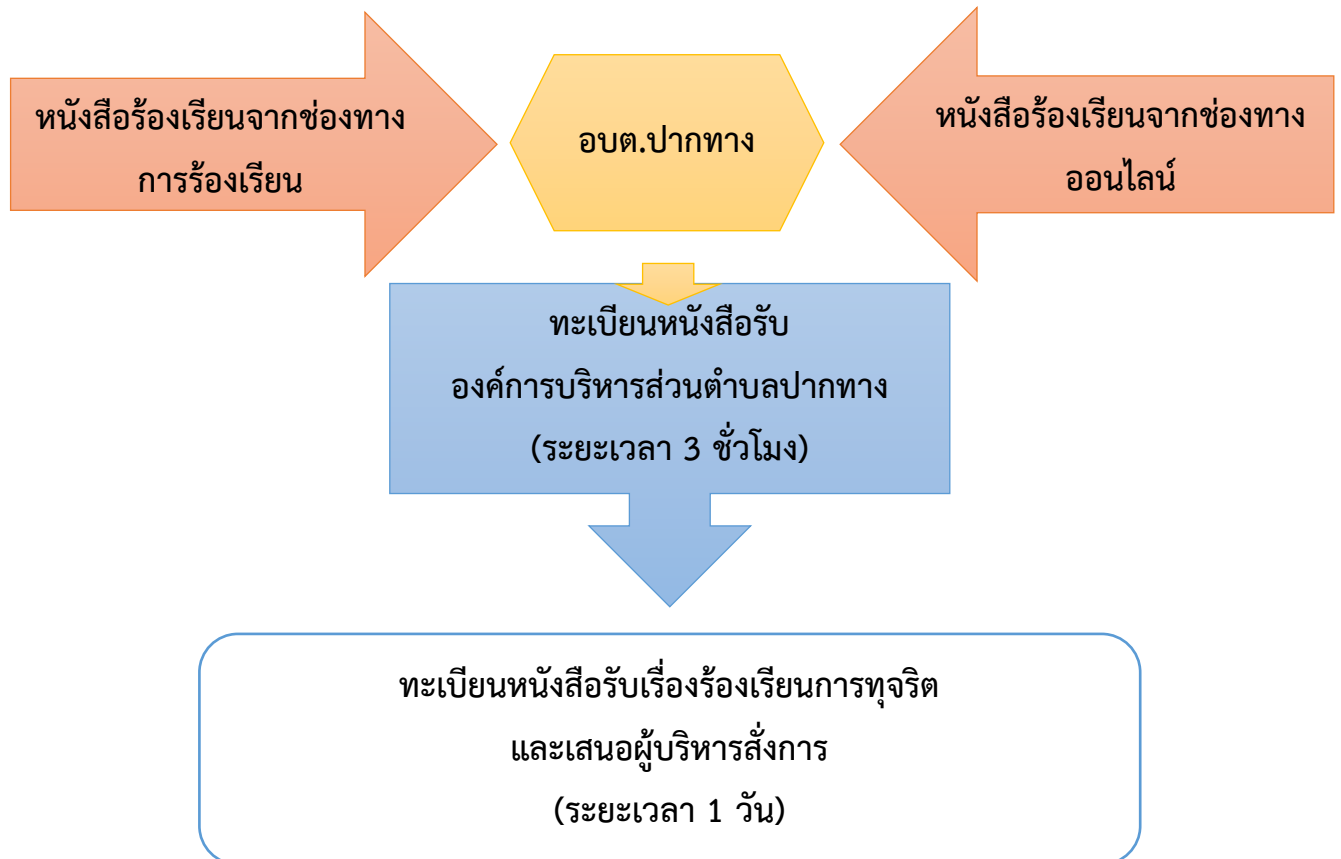 หนังสือร้องเรียนจากช่องทาง
การร้องเรียน
อบต.ปากทาง
หนังสือร้องเรียนจากช่องทาง
ออนไลน์
ทะเบียนหนังสือรับ
องค์การบริหารส่วนตำบลปากทาง
(ระยะเวลา 3 ชั่วโมง)
ทะเบียนหนังสือรับเรื่องร้องเรียนการทุจริต
และเสนอผู้บริหารสั่งการ
(ระยะเวลา 1 วัน)